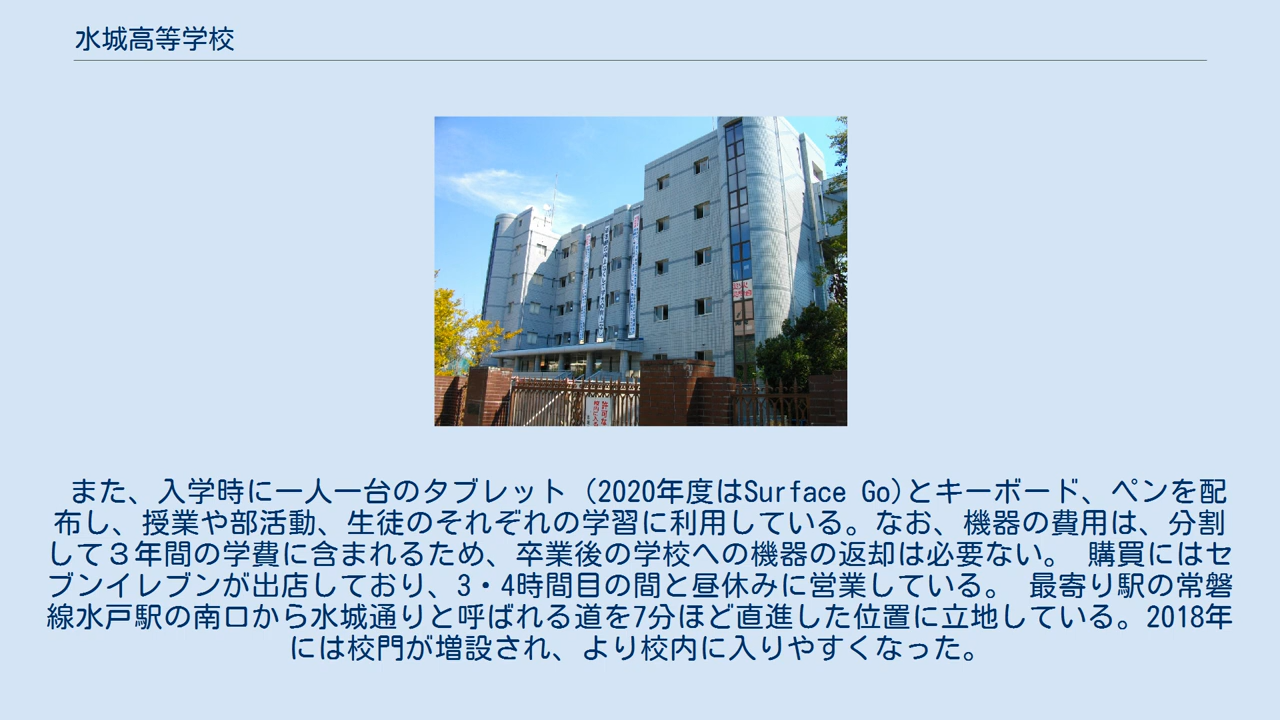 水城高等学校
また、入学時に一人一台のタブレット (2020年度はSurface Go)とキーボード、ペンを配
布し、授業や部活動、生徒のそれぞれの学習に利用している。なお、機器の費用は、分割
して３年間の学費に含まれるため、卒業後の学校への機器の返却は必要ない。 購買にはセ
ブンイレブンが出店しており、3・4時間目の間と昼休みに営業している。 最寄り駅の常磐
線水戸駅の南口から水城通りと呼ばれる道を7分ほど直進した位置に立地している。2018年
には校門が増設され、より校内に入りやすくなった。